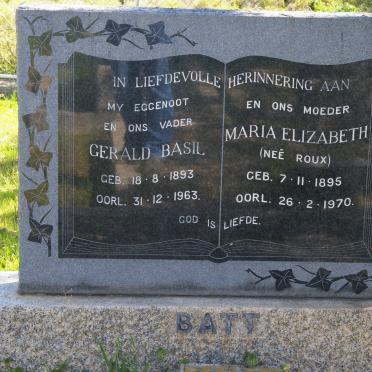 IN LIEFDEVOLLE HERINNERING AAN
MY EGGENOOT
EN ONS VADER
GERALD BASIL
GEB. 18·8·1893
OORL. 31·12·1963.
EN ONS MOEDER
MARIA ELIZABETH
(NEË ROUX)
GEB. 7·11·1895
OORL. 26·2·1970.
GOD IS LIEFDE.
BATT